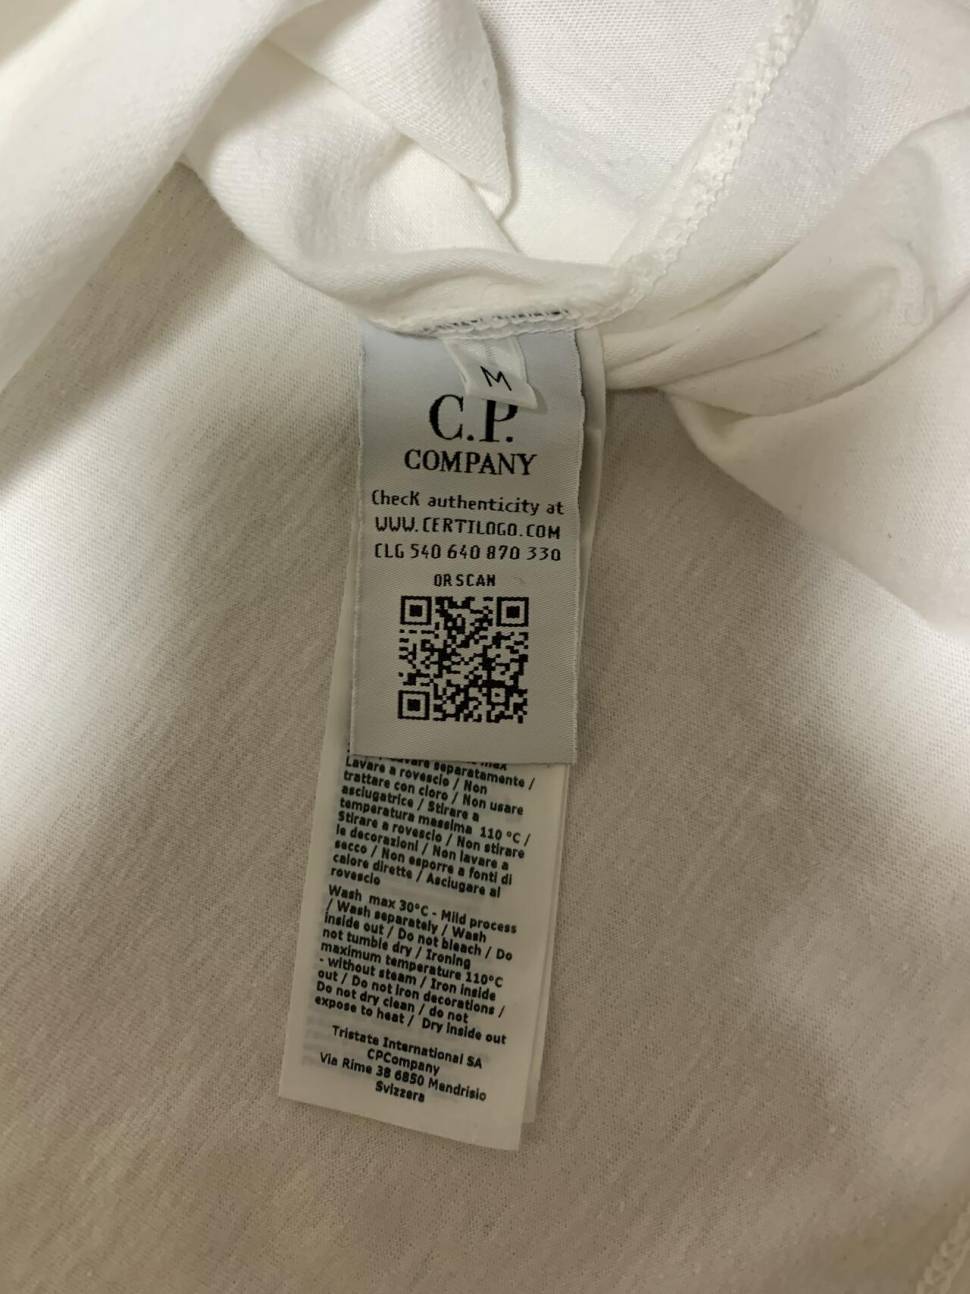 M
C.P.
COMPANY
Check authenticity at
WWW.CERTILOGO.COM
CLG 540 640 870 330
OR SCAN
max
Lavare separatamente /
Lavare a rovescio / Non
trattare con cloro / Non usare
asciugatrice / Stirare a
temperatura massima 110 °C /
Stirare a rovescio / Non stirare
le decorazioni / Non lavare a
secco / Non esporre a fonti di
calore dirette / Asciugare al
rovescio
Wash max 30°C - Mild process
/ Wash separately / Wash
inside out / Do not bleach / Do
not tumble dry / Ironing
maximum temperature 110°C
- without steam / Iron inside
out / Do not iron decorations /
Do not dry clean / do not
expose to heat / Dry inside out
Tristate International SA
CPCompany
Via Rime 38 6850 Mendrisio
Svizzera